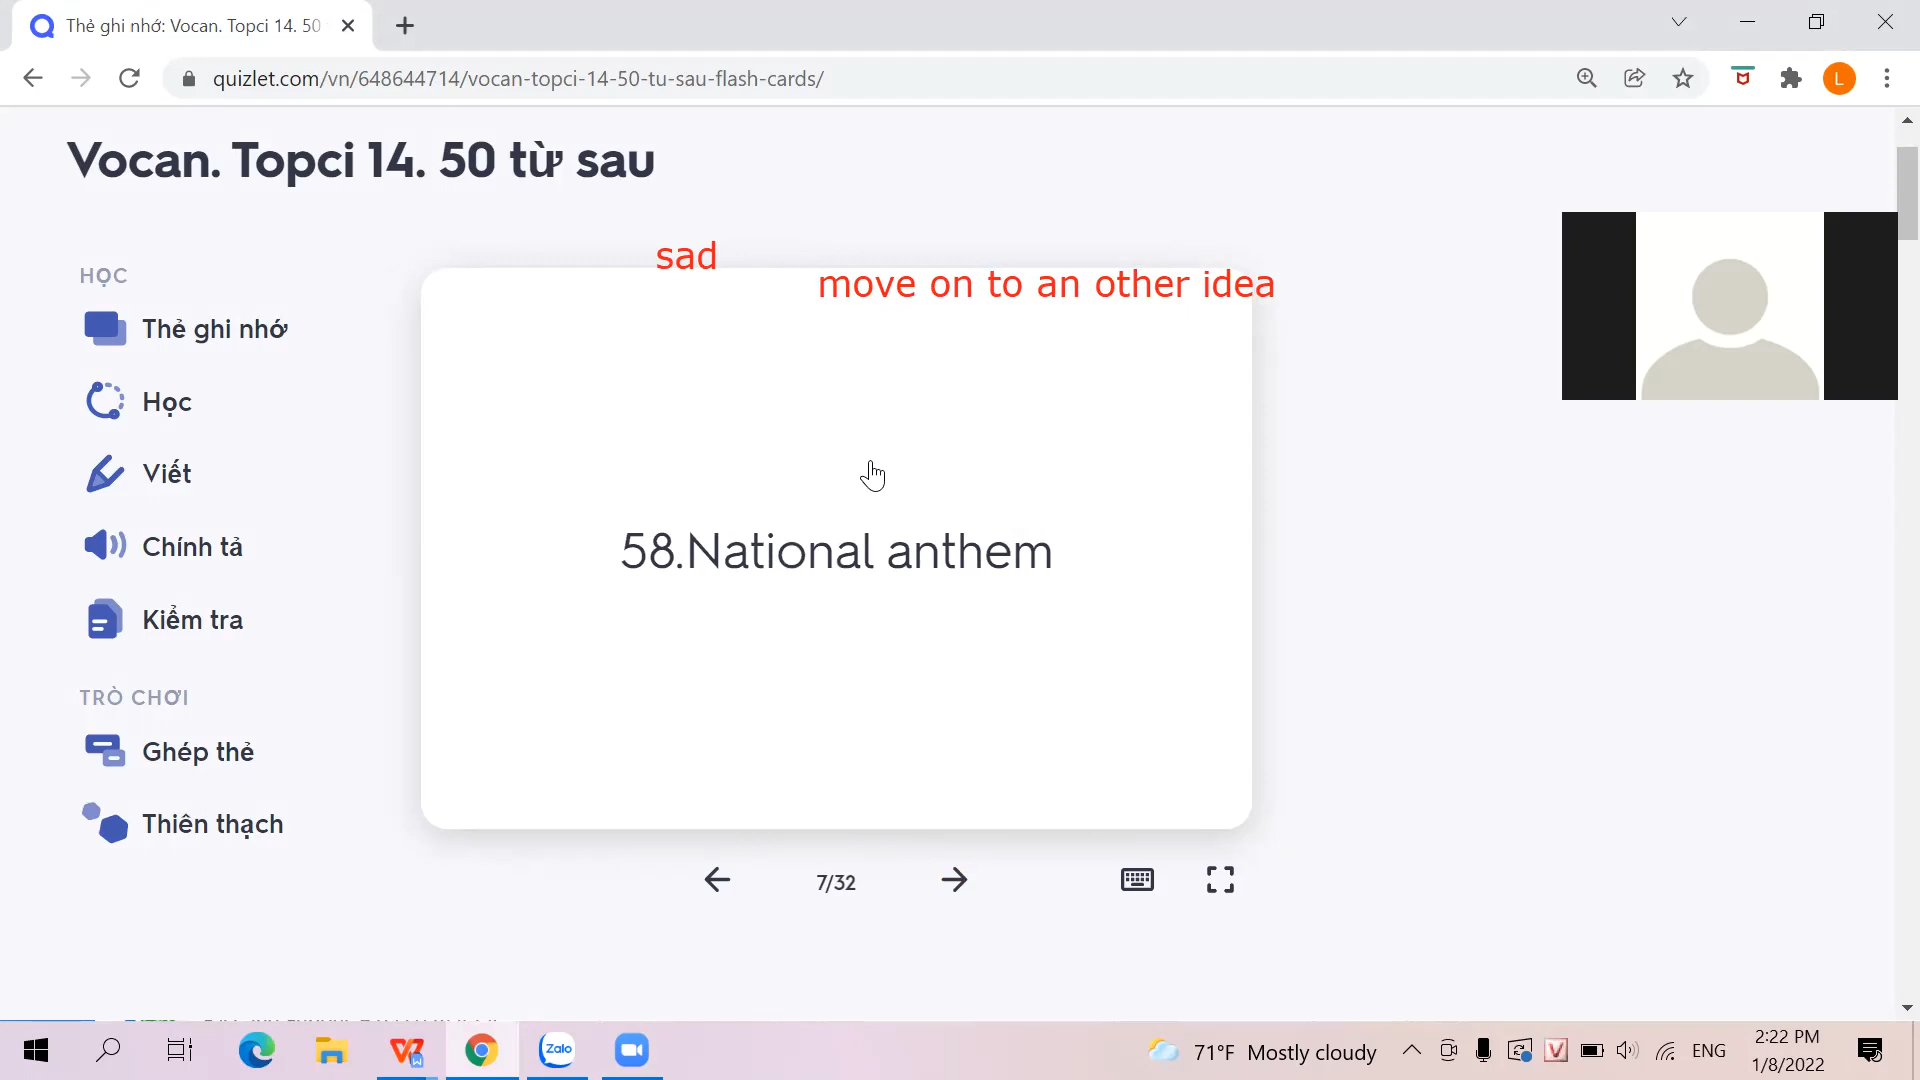 Thẻ ghi nhớ: Vocan. Topci 14. 50
quizlet.com/vn/648644714/vocan-topci-14-50-tu-sau-flash-cards/
L
Vocan. Topci 14. 50 từ sau
sad
move on to an other idea
HỌC
Thẻ ghi nhớ
Học
Viết
Chính tả
Kiểm tra
TRÒ CHƠI
Ghép thẻ
Thiên thạch
58.National anthem
7/32
Zalo
71°F Mostly cloudy
ENG
2:22 PM
1/8/2022